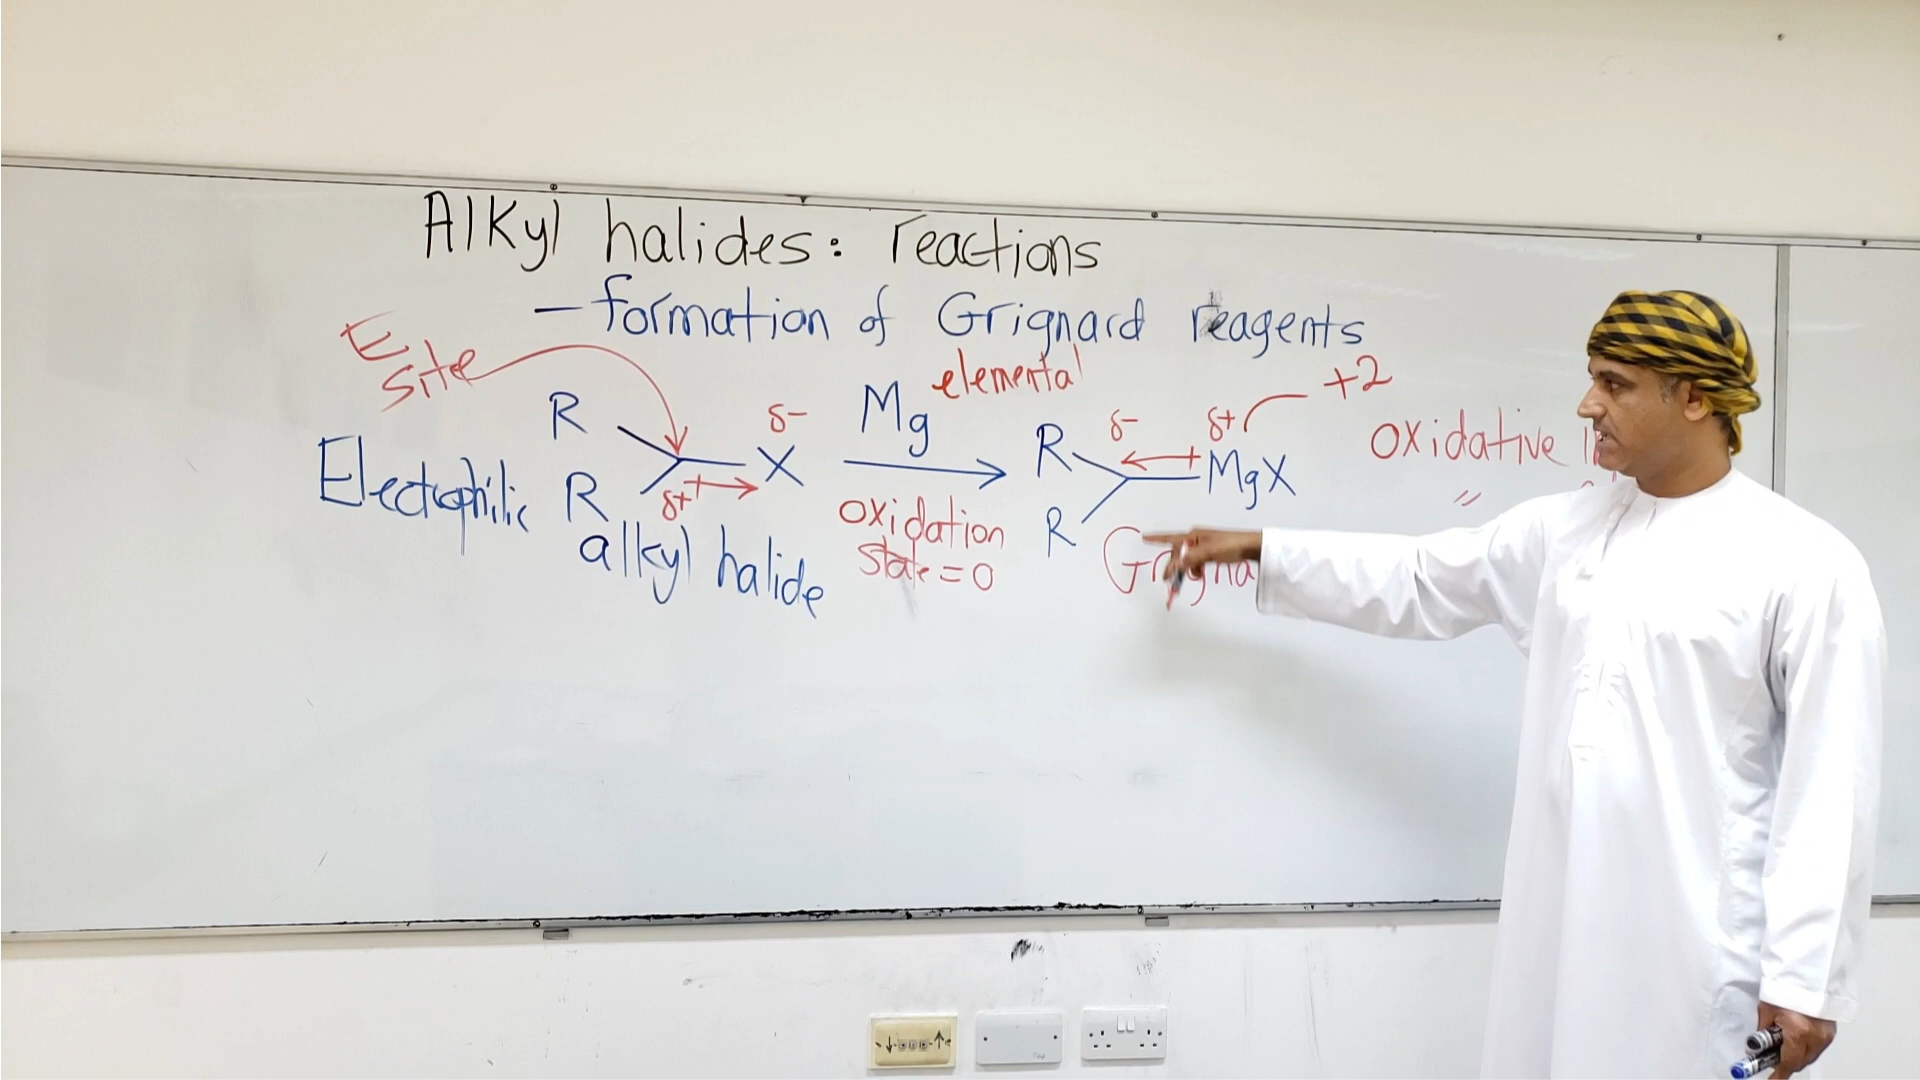 Alkyl halides: reactions
– formation of Grignard reagents
E
site
elemental
+2
R
δ-
Mg
R
δ-
δ+
Oxidative
Electrophilic
R
δ+
X
MgX
"
oxidation
state = 0
R
alkyl halide